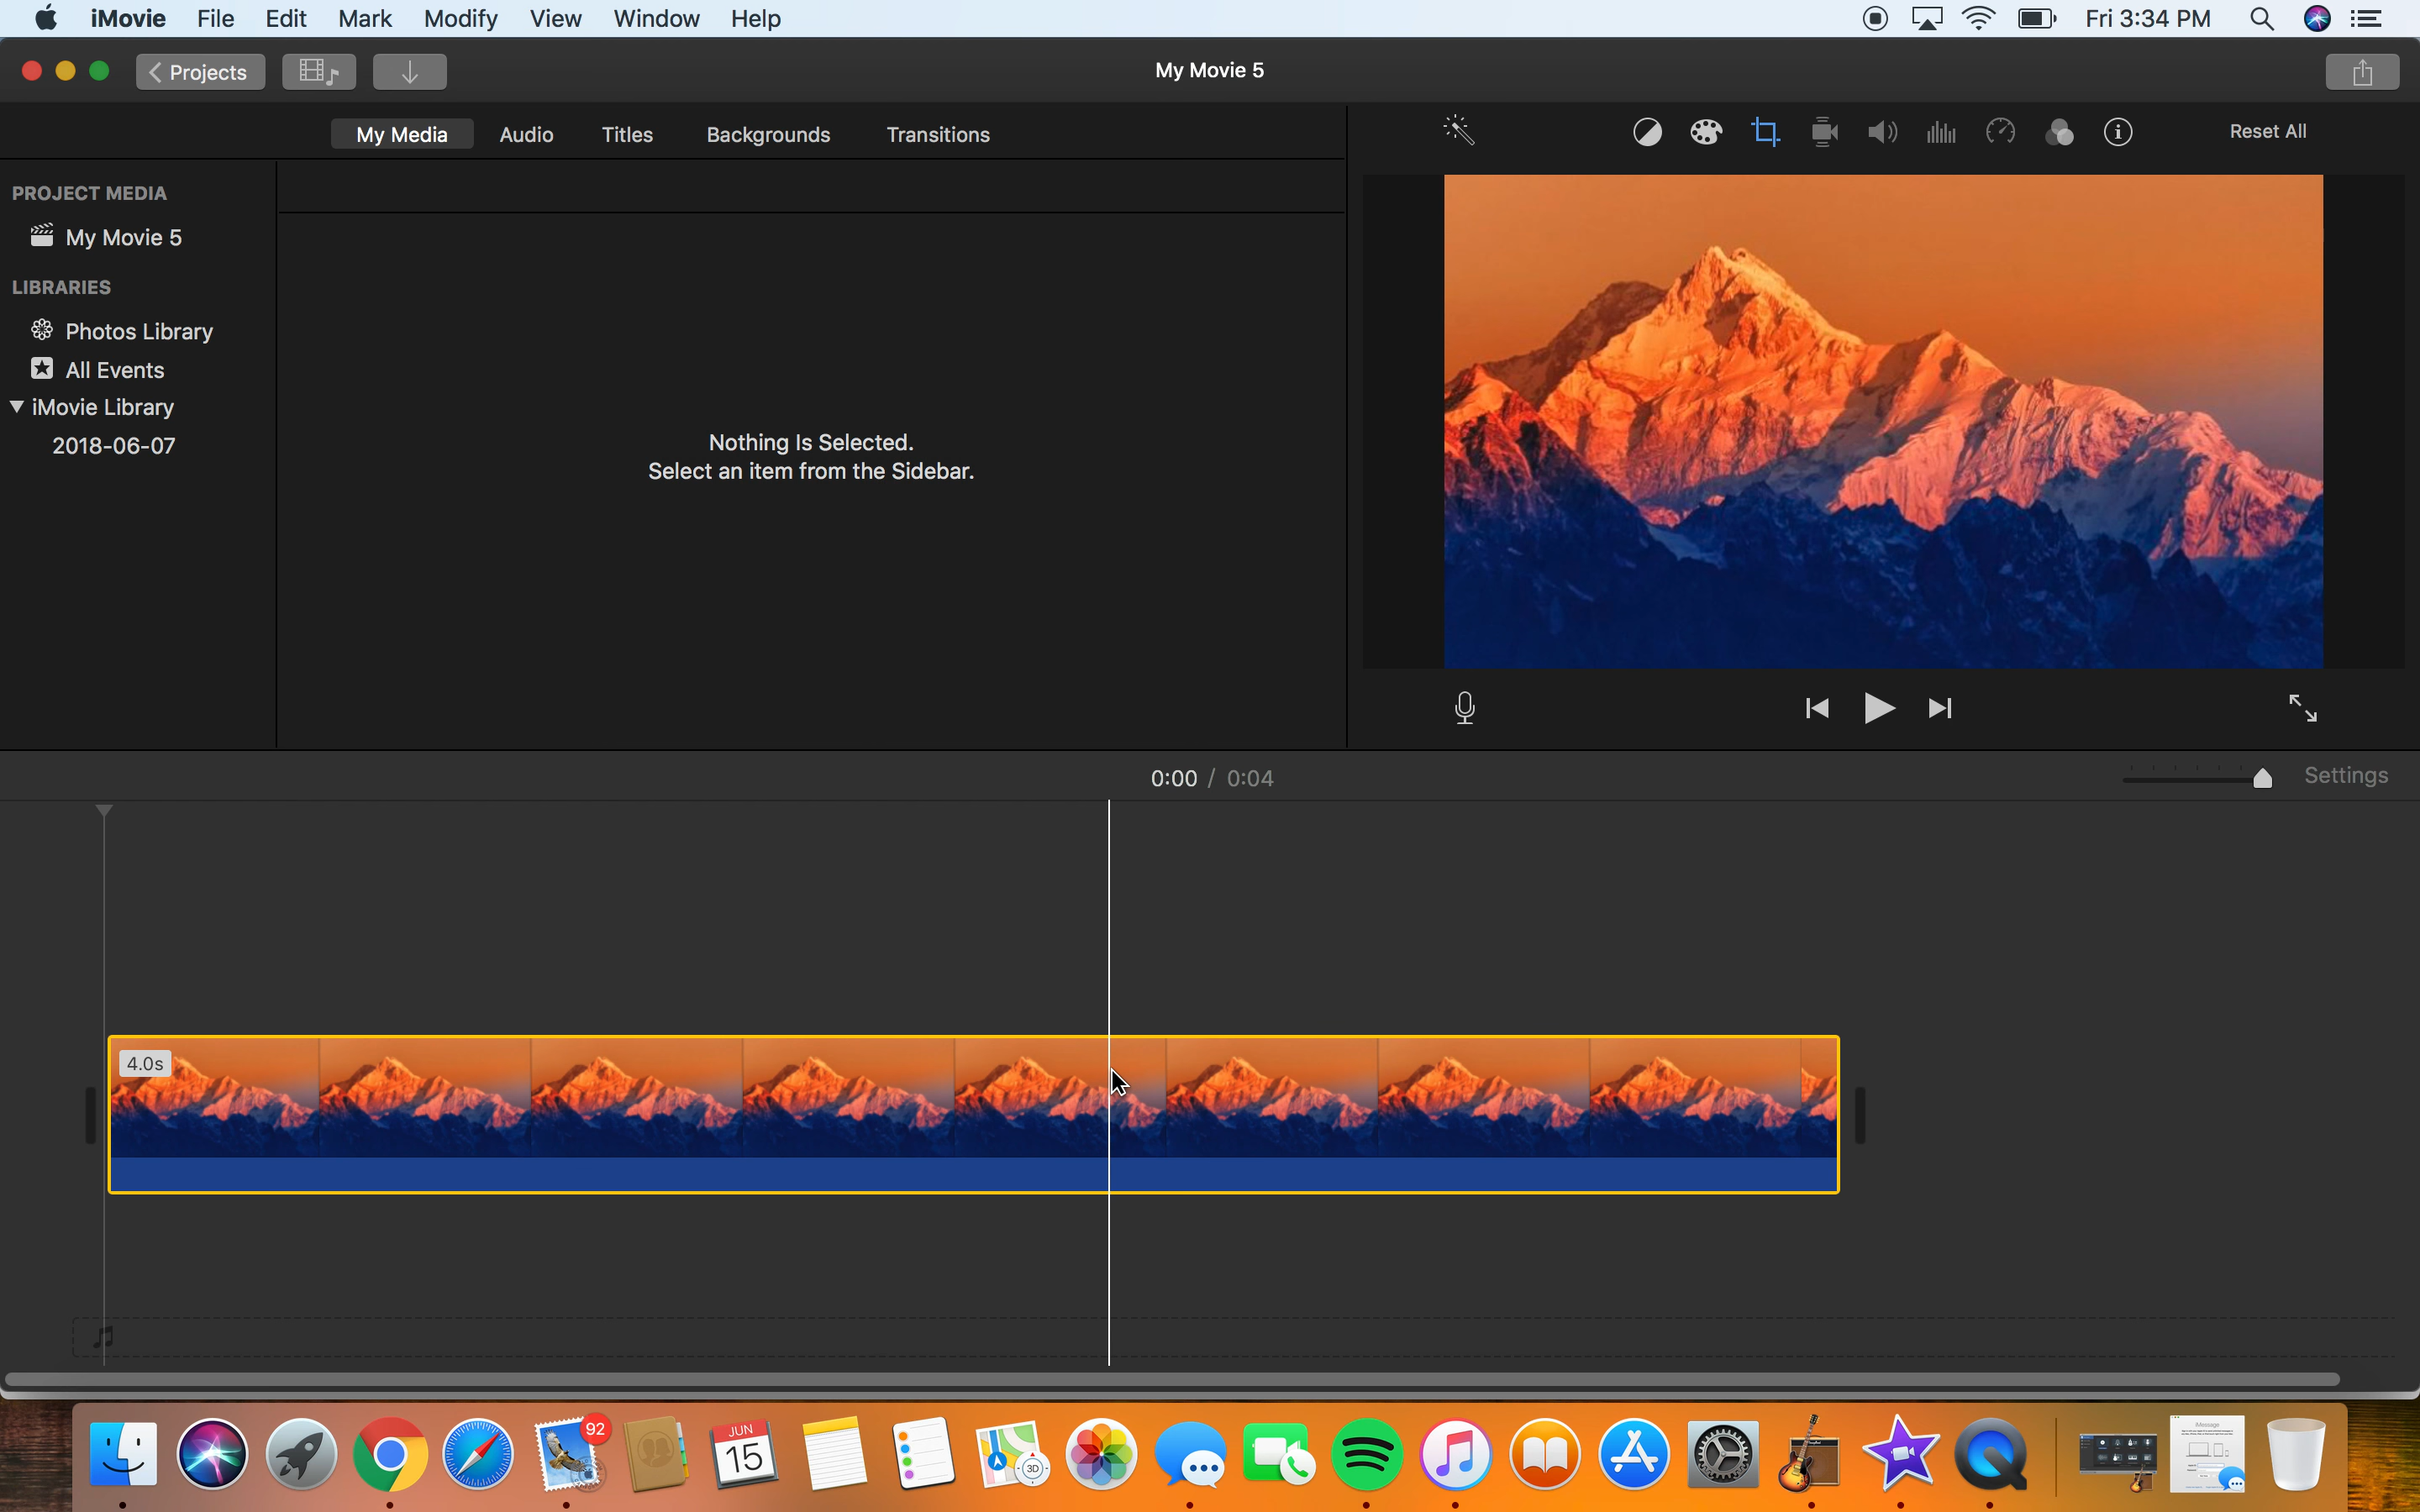 iMovie File Edit Mark Modify View Window Help Fri 3:34 PM
Projects My Movie 5
My Media Audio Titles Backgrounds Transitions Reset All
PROJECT MEDIA
My Movie 5
LIBRARIES
Photos Library
All Events
iMovie Library
2018-06-07
Nothing Is Selected.
Select an item from the Sidebar.
0:00 / 0:04 Settings
4.0s
92
JUN
15
3D